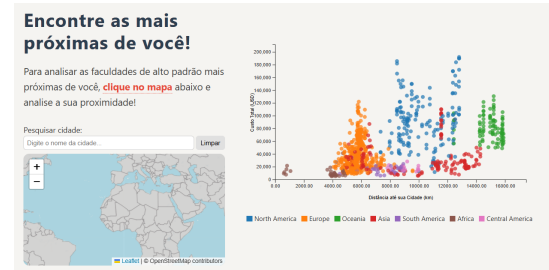 Encontre as mais
próximas de você!
Para analisar as faculdades de alto padrão mais
próximas de você, clique no mapa abaixo e
analise a sua proximidade!
Pesquisar cidade:
Digite o nome da cidade...
Limpar
+
−
Leaflet | © OpenStreetMap contributors
Custo Total (USD)
200,000
180,000
160,000
140,000
120,000
100,000
80,000
60,000
40,000
20,000
0
0.00 2000.00 4000.00 6000.00 8000.00 10000.00 12000.00 14000.00 16000.00
Distância até sua Cidade (km)
North America Europe Oceania Asia South America Africa Central America